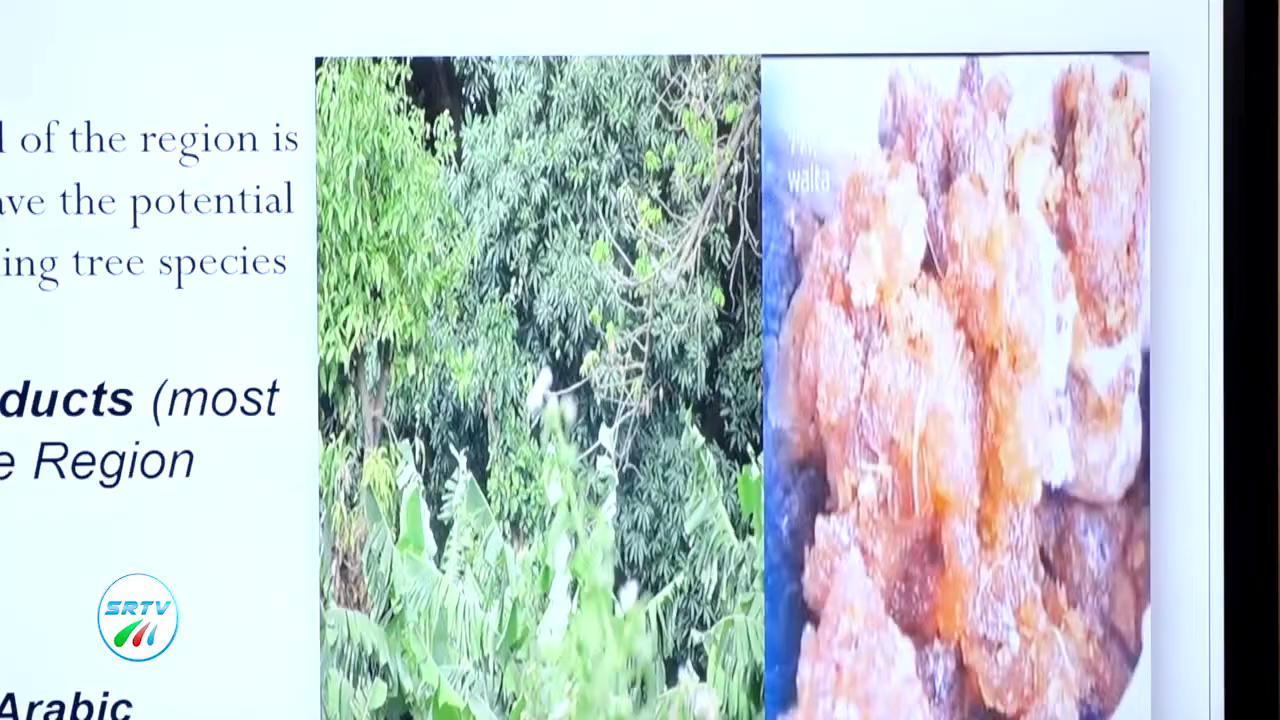 of the region is
ave the potential
ing tree species
ducts (most
e Region
SRTV
Arabic
walta